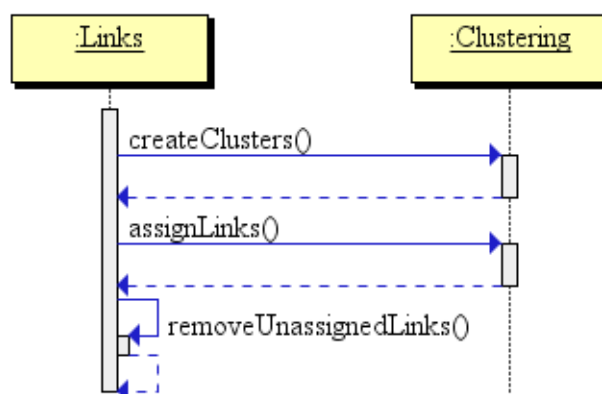 :Links
:Clustering
createClusters()
assignLinks()
removeUnassignedLinks()